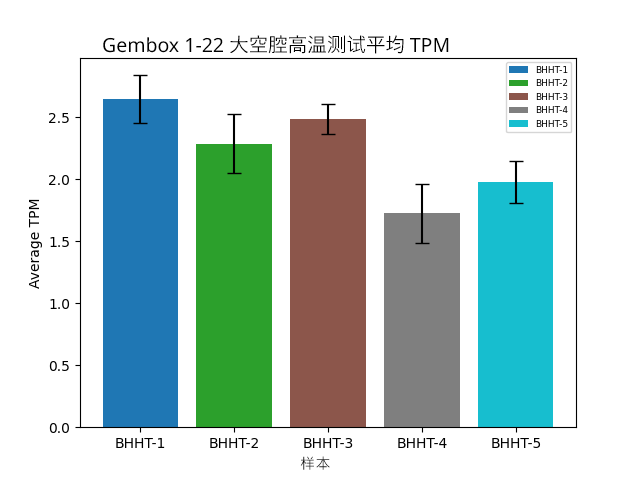 Gembox 1-22 大空腔高温测试平均 TPM
BHHT-1
BHHT-2
BHHT-3
BHHT-4
BHHT-5
Average TPM
2.5
2.0
1.5
1.0
0.5
0.0
BHHT-1 BHHT-2 BHHT-3 BHHT-4 BHHT-5
样本